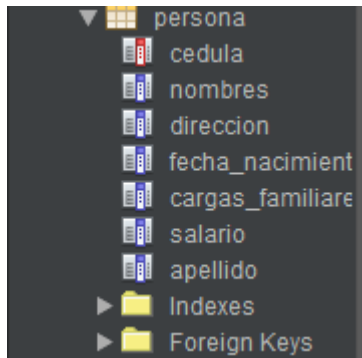 persona
cedula
nombres
direccion
fecha_nacimient
cargas_familiare
salario
apellido
Indexes
Foreign Keys